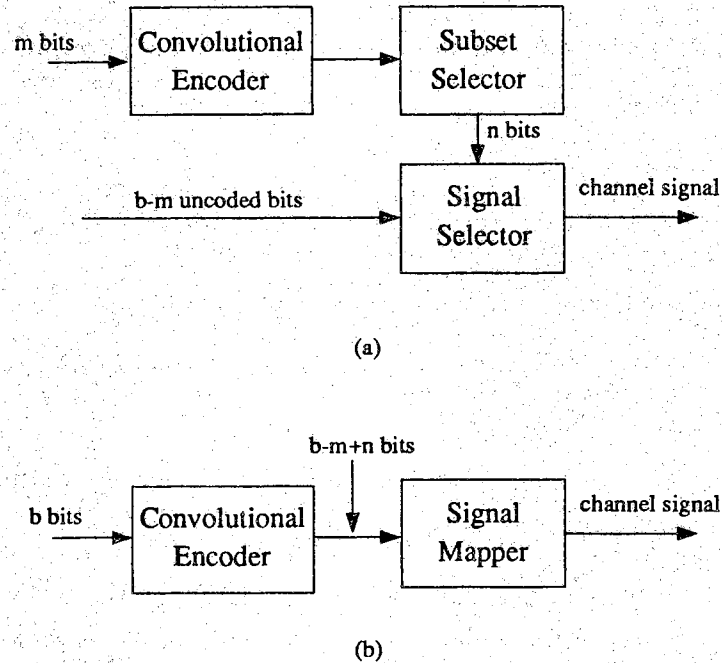 m bits
Convolutional
Encoder
Subset
Selector
n bits
b-m uncoded bits
Signal
Selector
channel signal
(a)
b-m+n bits
b bits
Convolutional
Encoder
Signal
Mapper
channel signal
(b)